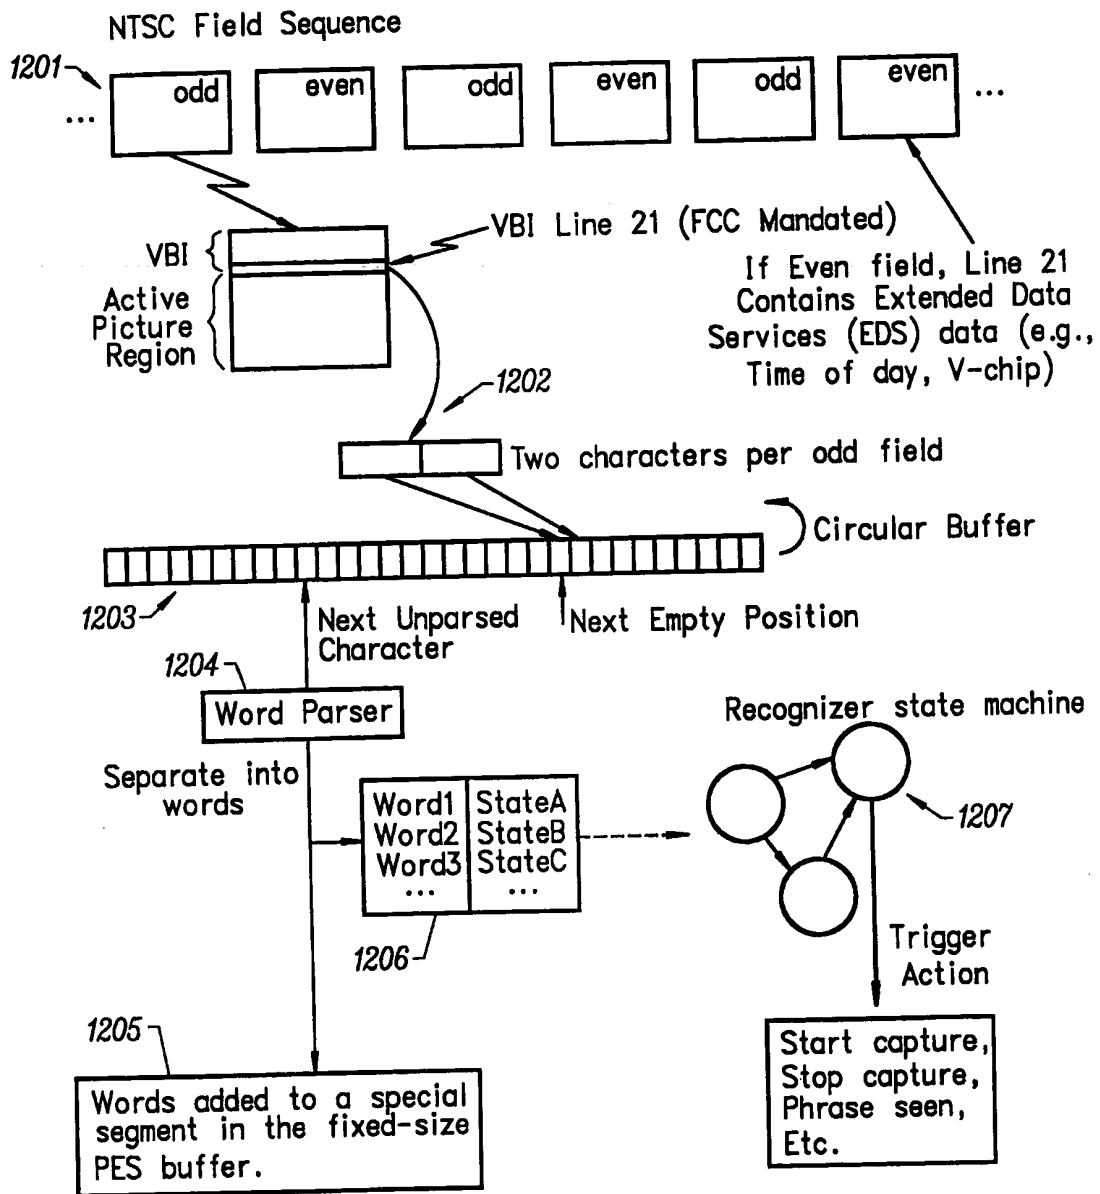 NTSC Field Sequence
1201
odd
even
odd
even
odd
even
...
...
VBI
VBI Line 21 (FCC Mandated)
Active
Picture
Region
If Even field, Line 21
Contains Extended Data
Services (EDS) data (e.g.,
Time of day, V-chip)
1202
Two characters per odd field
Circular Buffer
1203
Next Unparsed
Character
Next Empty Position
1204
Word Parser
Separate into
words
Word1 StateA
Word2 StateB
Word3 StateC
... ...
1206
Recognizer state machine
1207
Trigger
Action
1205
Words added to a special
segment in the fixed-size
PES buffer.
Start capture,
Stop capture,
Phrase seen,
Etc.